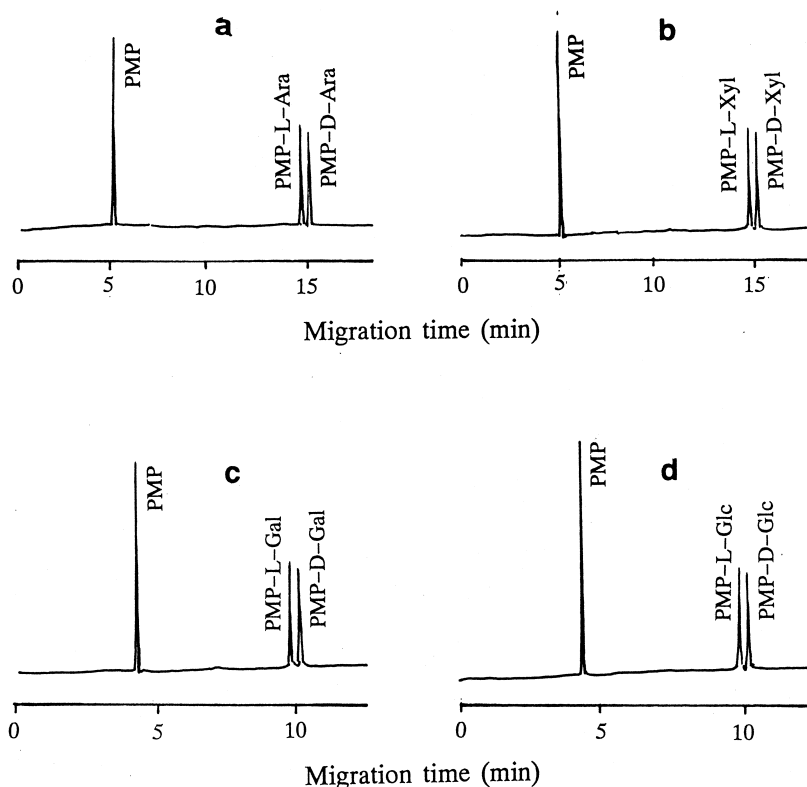 a
PMP
PMP–L–Ara
PMP–D–Ara
0 5 10 15
b
PMP
PMP–L–Xyl
PMP–D–Xyl
0 5 10 15
Migration time (min)
c
PMP
PMP–L–Gal
PMP–D–Gal
0 5 10
d
PMP
PMP–L–Glc
PMP–D–Glc
0 5 10
Migration time (min)